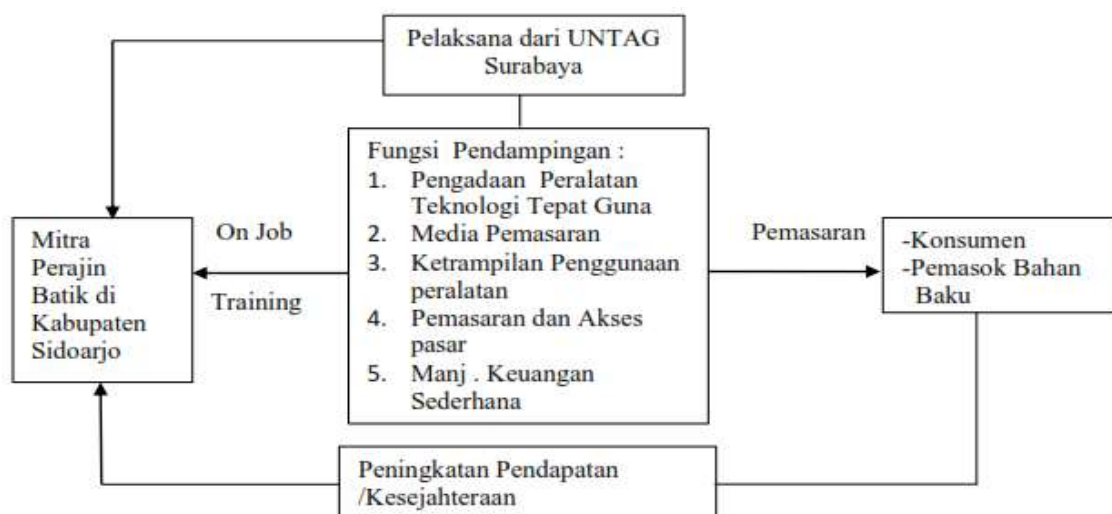 Pelaksana dari UNTAG
Surabaya
Fungsi Pendampingan :
1. Pengadaan Peralatan
Teknologi Tepat Guna
2. Media Pemasaran
3. Ketrampilan Penggunaan
peralatan
4. Pemasaran dan Akses
pasar
5. Manj . Keuangan
Sederhana
On Job
Training
Mitra
Perajin
Batik di
Kabupaten
Sidoarjo
Pemasaran
-Konsumen
-Pemasok Bahan
Baku
Peningkatan Pendapatan
/Kesejahteraan